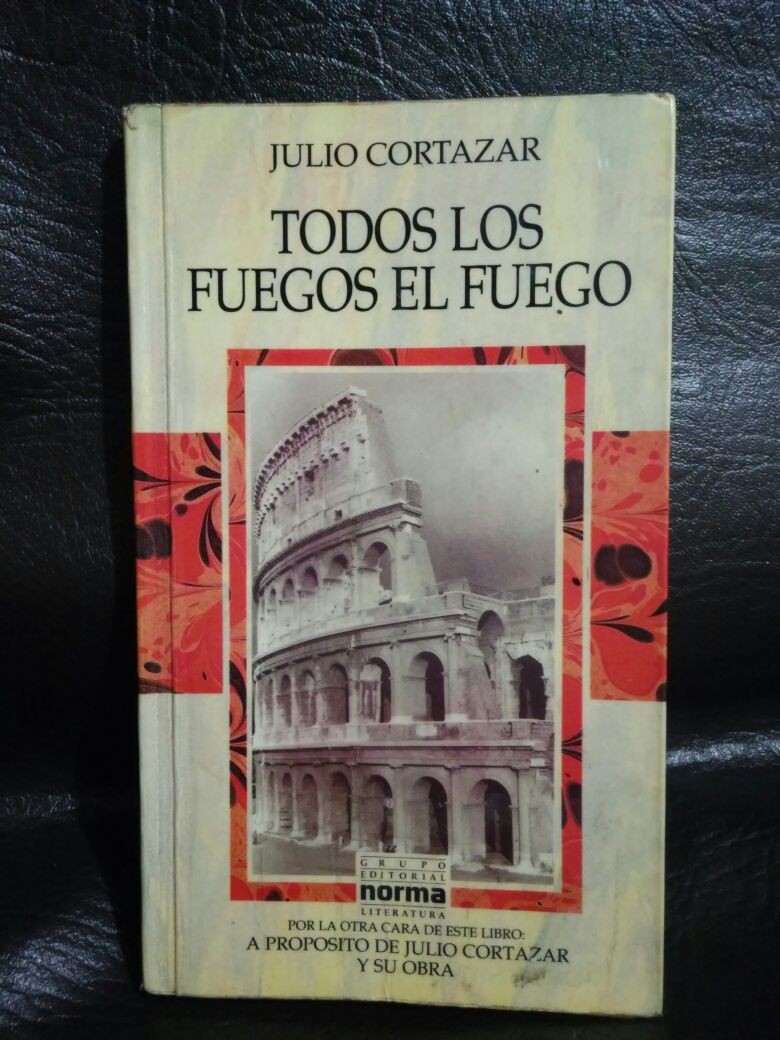 JULIO CORTAZAR
TODOS LOS
FUEGOS EL FUEGO
GRUPO
EDITORIAL
norma
LITERATURA
POR LA OTRA CARA DE ESTE LIBRO:
A PROPOSITO DE JULIO CORTAZAR
Y SU OBRA